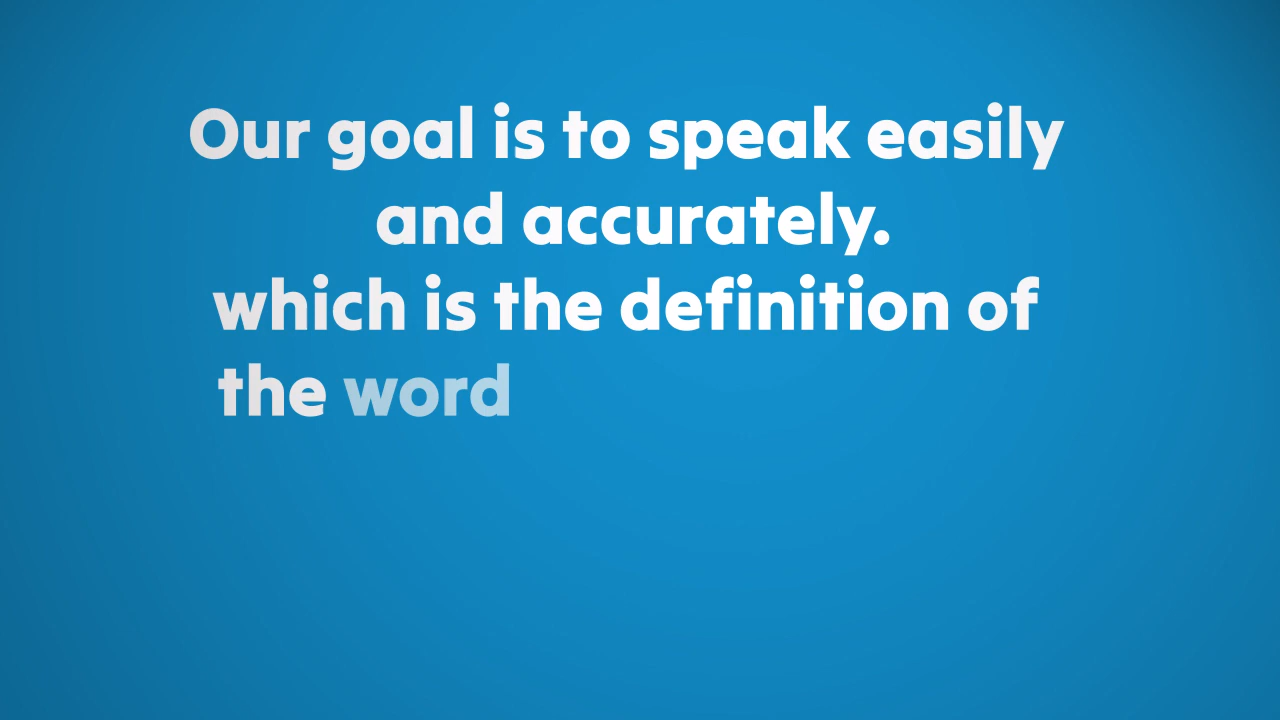 Our goal is to speak easily
and accurately.
which is the definition of
the word